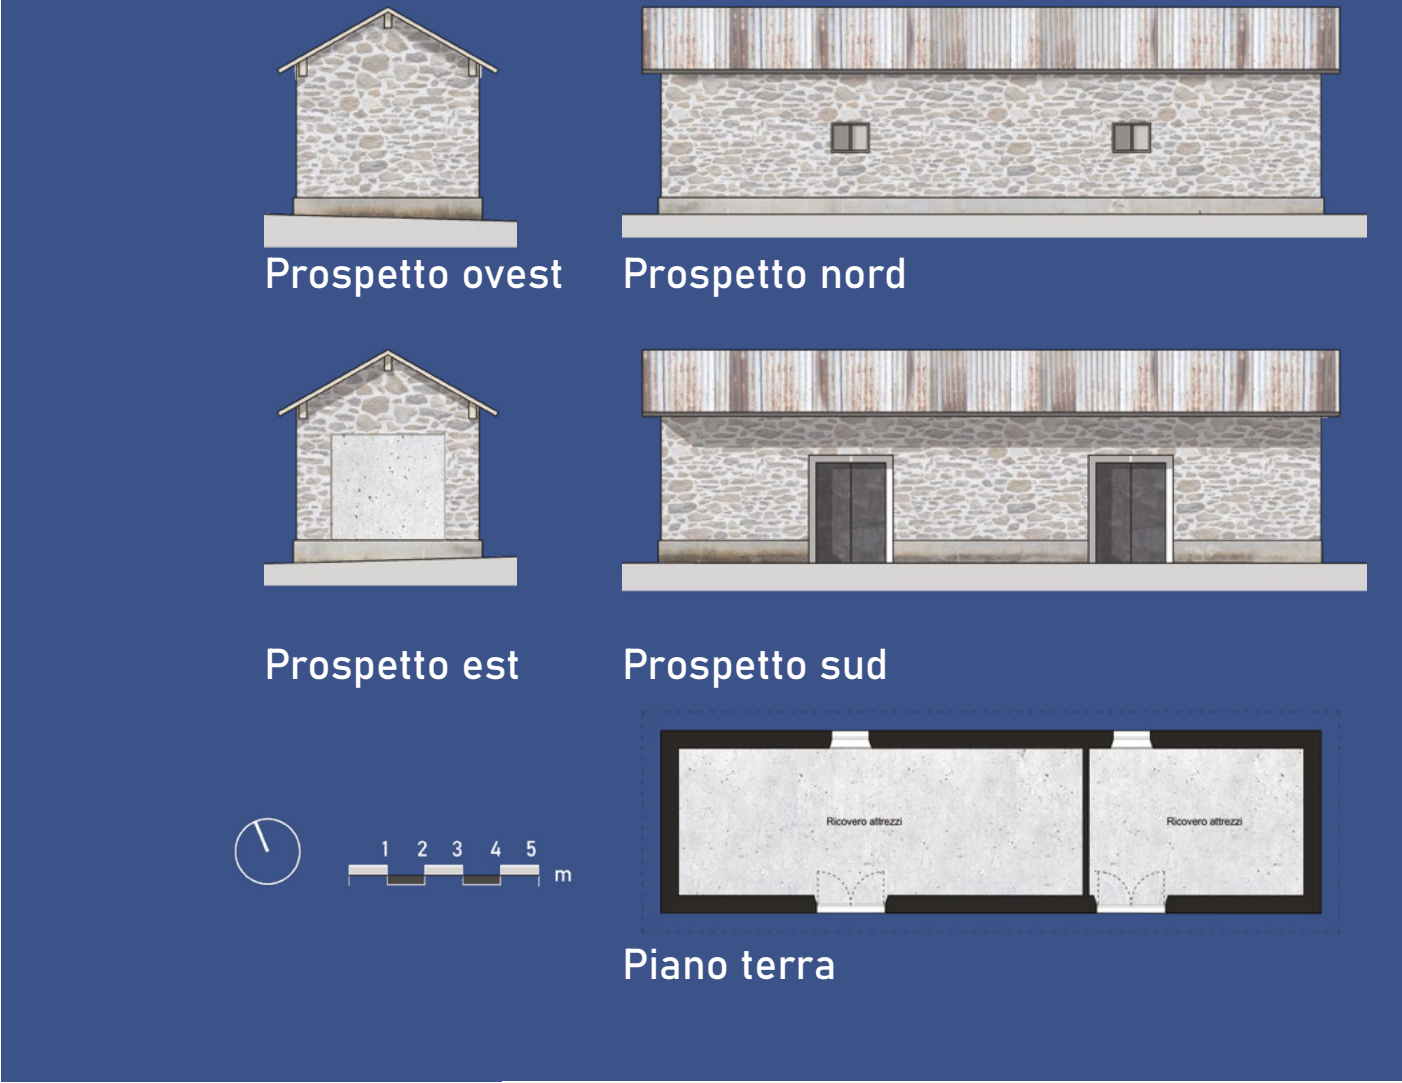 Prospetto ovest
Prospetto nord
Prospetto est
Prospetto sud
1 2 3 4 5
m
Ricovero attrezzi
Ricovero attrezzi
Piano terra